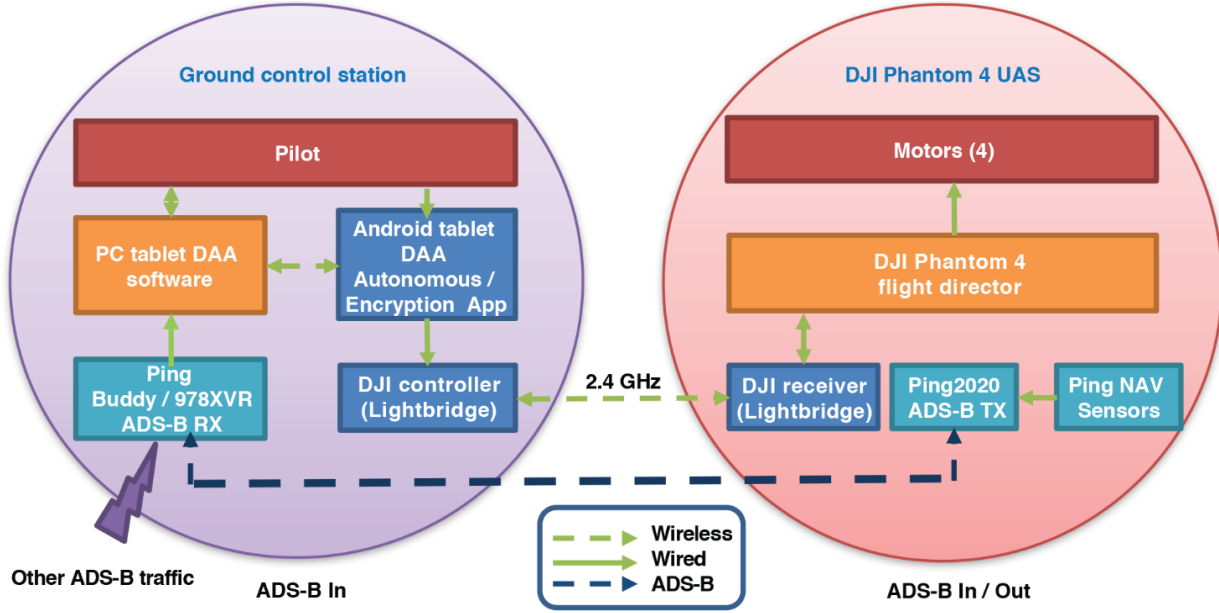 Ground control station
Pilot
PC tablet DAA
software
Android tablet
DAA
Autonomous /
Encryption App
Ping
Buddy / 978XVR
ADS-B RX
DJI controller
(Lightbridge)
Other ADS-B traffic
ADS-B In
2.4 GHz
DJI Phantom 4 UAS
Motors (4)
DJI Phantom 4
flight director
DJI receiver
(Lightbridge)
Ping2020
ADS-B TX
Ping NAV
Sensors
ADS-B In / Out
Wireless
Wired
ADS-B